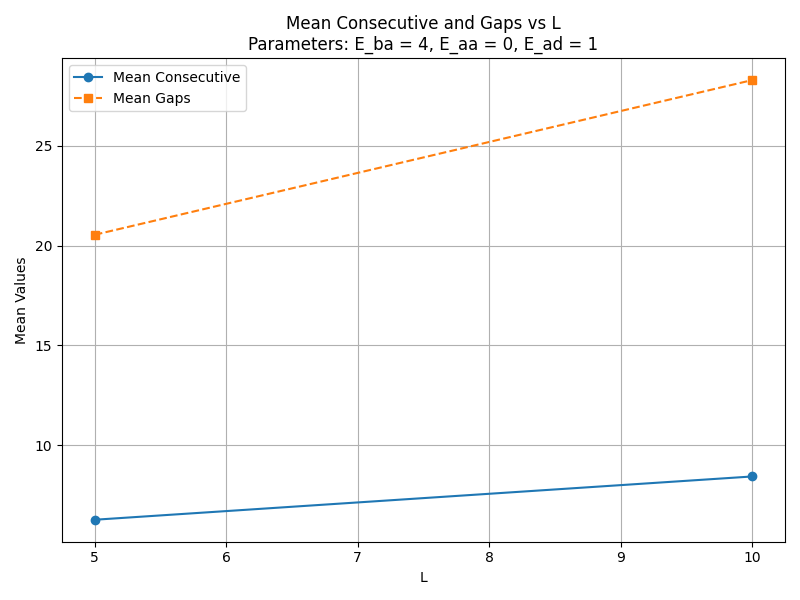 Mean Consecutive and Gaps vs L
Parameters: E_ba = 4, E_aa = 0, E_ad = 1
Mean Consecutive
Mean Gaps
Mean Values
25
20
15
10
5
6
7
8
9
10
L